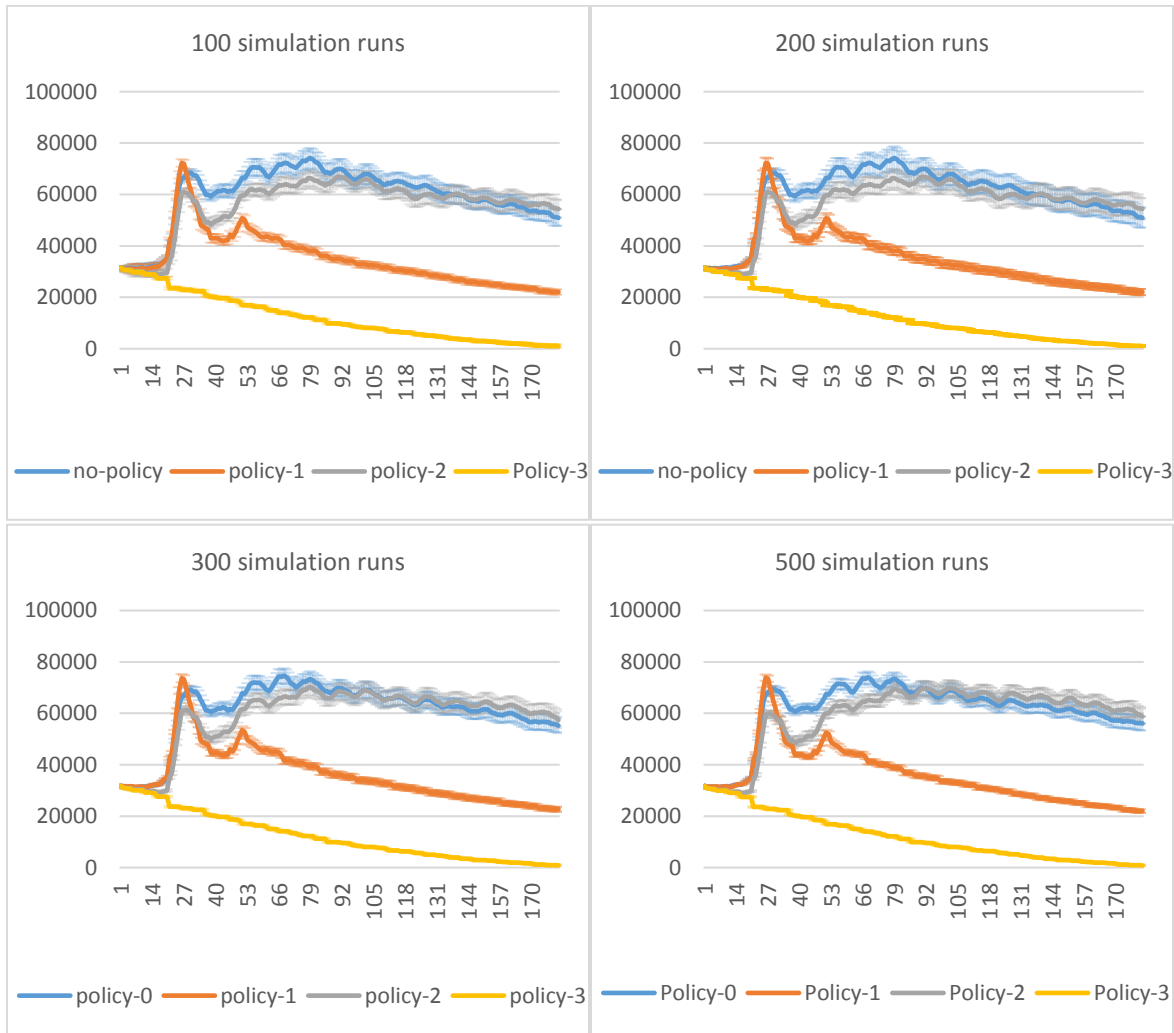 100 simulation runs
100000
80000
60000
40000
20000
0
1 14 27 40 53 66 79 92 105 118 131 144 157 170
no-policy policy-1 policy-2 Policy-3
200 simulation runs
100000
80000
60000
40000
20000
0
1 14 27 40 53 66 79 92 105 118 131 144 157 170
no-policy policy-1 policy-2 Policy-3
300 simulation runs
100000
80000
60000
40000
20000
0
1 14 27 40 53 66 79 92 105 118 131 144 157 170
policy-0 policy-1 policy-2 policy-3
500 simulation runs
100000
80000
60000
40000
20000
0
1 14 27 40 53 66 79 92 105 118 131 144 157 170
Policy-0 Policy-1 Policy-2 Policy-3